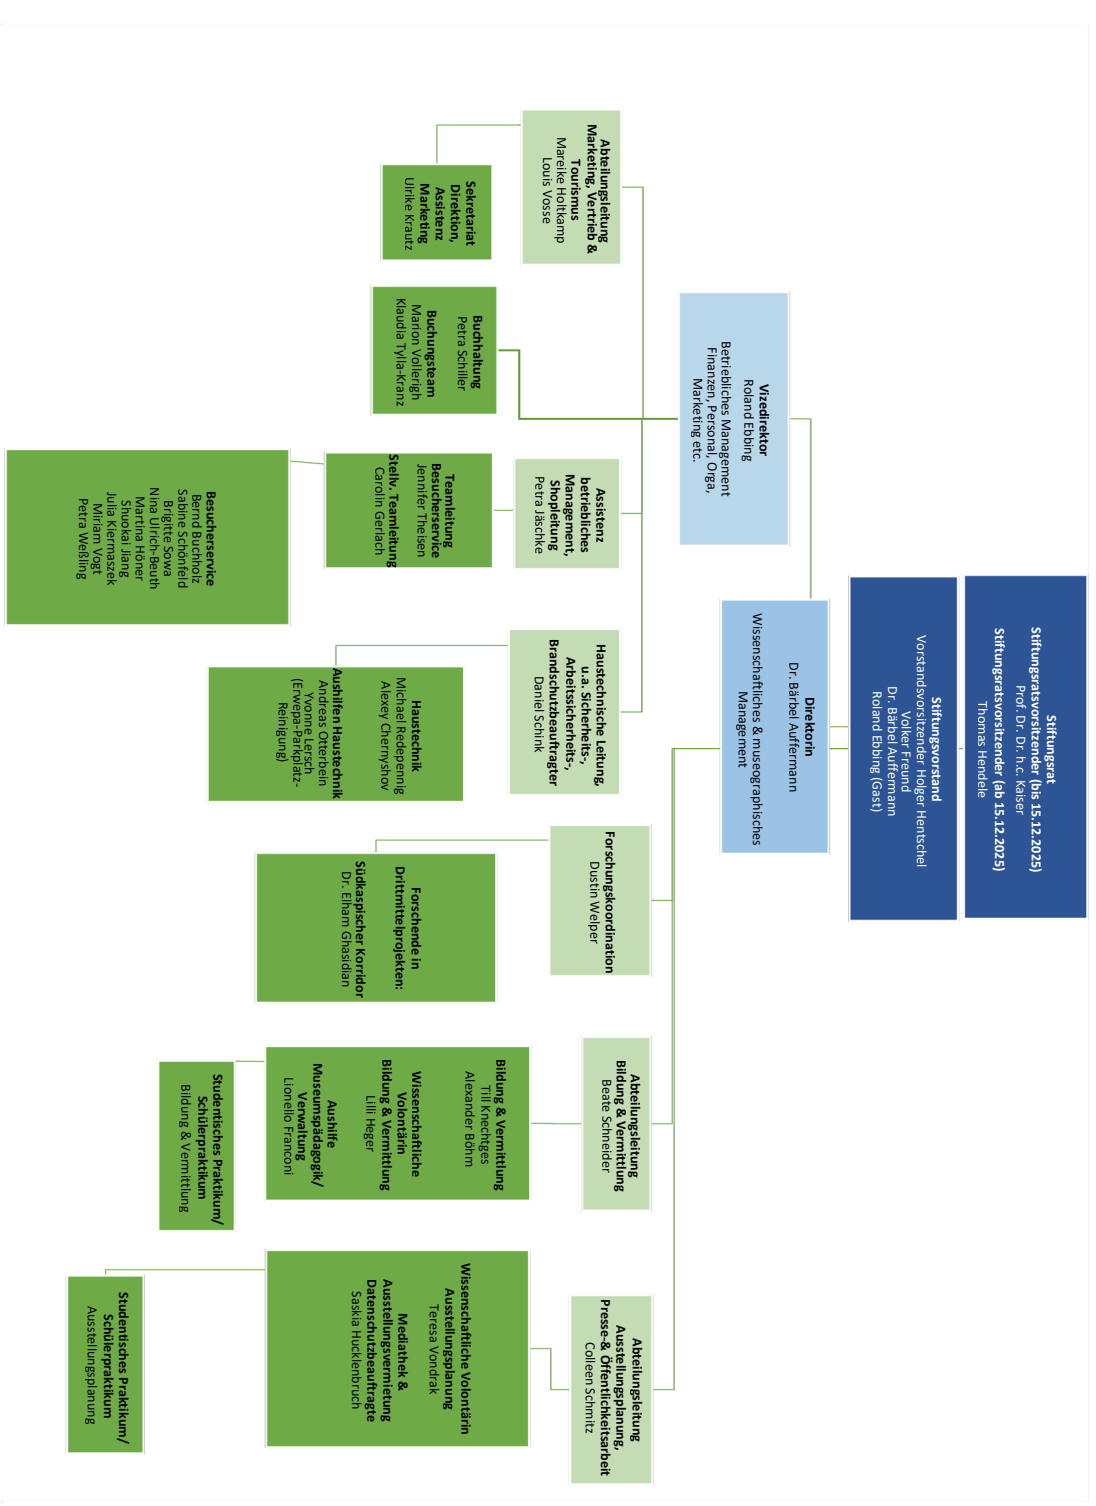 Stiftungsrat
Stiftungsratsvorsitzender (bis 15.12.2025)
Prof. Dr. Dr. h.c. Kaiser
Stiftungsratsvorsitzender (ab 15.12.2025)
Thomas Hendele
Stiftungsvorstand
Vorstandsvorsitzender Holger Hentschel
Volker Freund
Dr. Bärbel Auffermann
Roland Ebbing (Gast)
Direktorin
Dr. Bärbel Auffermann
Wissenschaftliches & museographisches
Management
Vizedirektor
Roland Ebbing
Betriebliches Management
Finanzen, Personal, Orga,
Marketing etc.
Abteilungsleitung
Marketing, Vertrieb &
Tourismus
Mareike Holtkamp
Louis Vosse
Sekretariat
Direktion,
Assistenz
Marketing
Ulrike Krautz
Buchhaltung
Petra Schiller
Buchungsteam
Marion Vollerigh
Klaudia Tylla-Kranz
Assistenz
betriebliches
Management,
Shopleitung
Petra Jäschke
Teamleitung
Besucherservice
Jennifer Theisen
Stellv. Teamleitung
Carolin Gerlach
Besucherservice
Bernd Buchholz
Sabine Schönfeld
Brigitte Sowa
Nina Ulrich-Beuth
Martina Höner
Shuokai Jiang
Julia Kiermaszek
Miriam Vogt
Petra Weßling
Haustechnische Leitung,
u.a. Sicherheits-,
Arbeitssicherheits-,
Brandschutzbeauftragter
Daniel Schink
Haustechnik
Michael Redepennig
Alexey Chernyshov
Aushilfen Haustechnik
Andreas Otterbein
Yvonne Lersch
(Erwepa-Parkplatz-
Reinigung)
Forschungskoordination
Dustin Welper
Forschende in
Drittmittelprojekten:
Südkaspischer Korridor
Dr. Elham Ghasidian
Abteilungsleitung
Bildung & Vermittlung
Beate Schneider
Bildung & Vermittlung
Till Knechtges
Alexander Böhm
Wissenschaftliche
Volontärin
Bildung & Vermittlung
Lilli Heger
Aushilfe
Museumspädagogik/
Verwaltung
Lionello Franconi
Studentisches Praktikum/
Schülerpraktikum
Bildung & Vermittlung
Abteilungsleitung
Ausstellungsplanung,
Presse-& Öffentlichkeitsarbeit
Colleen Schmitz
Wissenschaftliche Volontärin
Ausstellungsplanung
Teresa Vondrak
Mediathek &
Ausstellungsvermietung
Datenschutzbeauftragte
Saskia Hucklenbruch
Studentisches Praktikum/
Schülerpraktikum
Ausstellungsplanung